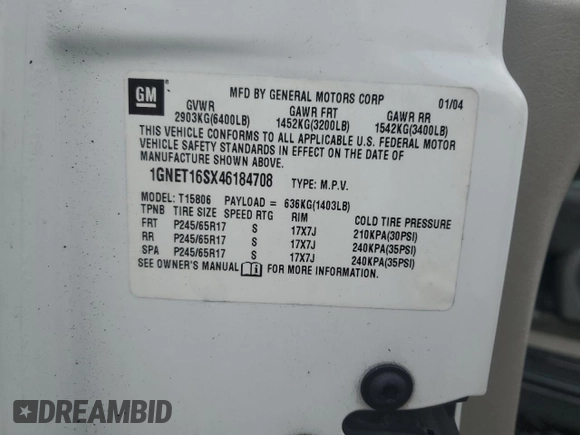 GM
MFD BY GENERAL MOTORS CORP 01/04
GVWR GAWR FRT GAWR RR
2903KG(6400LB) 1452KG(3200LB) 1542KG(3400LB)
THIS VEHICLE CONFORMS TO ALL APPLICABLE U.S. FEDERAL MOTOR
VEHICLE SAFETY STANDARDS IN EFFECT ON THE DATE OF
MANUFACTURE SHOWN ABOVE.
1GNET16SX46184708 TYPE: M.P.V.
MODEL: T15806 PAYLOAD = 636KG(1403LB)
TPNB TIRE SIZE SPEED RTG RIM COLD TIRE PRESSURE
FRT P245/65R17 S 17X7J 210KPA(30PSI)
RR P245/65R17 S 17X7J 240KPA(35PSI)
SPA P245/65R17 S 17X7J 240KPA(35PSI)
SEE OWNER'S MANUAL FOR MORE INFORMATION.
DREAMBID